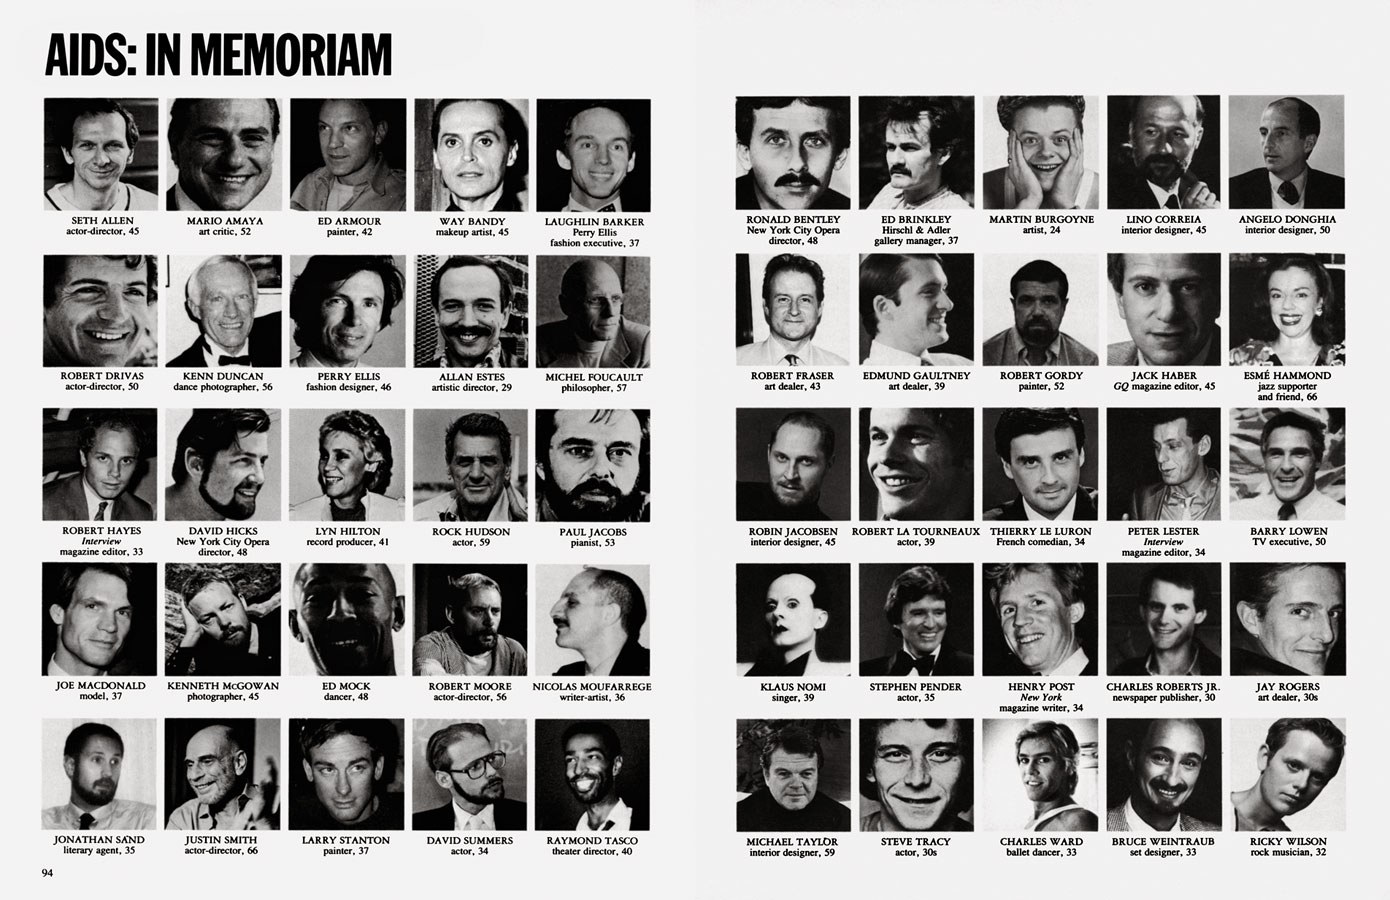 AIDS: IN MEMORIAM
SETH ALLEN
actor-director, 45
MARIO AMAYA
art critic, 52
ED ARMOUR
painter, 42
WAY BANDY
makeup artist, 45
LAUGHLIN BARKER
Perry Ellis
fashion executive, 37
ROBERT DRIVAS
actor-director, 50
KENN DUNCAN
dance photographer, 56
PERRY ELLIS
fashion designer, 46
ALLAN ESTES
artistic director, 29
MICHEL FOUCAULT
philosopher, 57
ROBERT HAYES
Interview
magazine editor, 33
DAVID HICKS
New York City Opera
director, 48
LYN HILTON
record producer, 41
ROCK HUDSON
actor, 59
PAUL JACOBS
pianist, 53
JOE MACDONALD
model, 37
KENNETH McGOWAN
photographer, 45
ED MOCK
dancer, 48
ROBERT MOORE
actor-director, 56
NICOLAS MOUFARREGE
writer-artist, 36
JONATHAN SAND
literary agent, 35
JUSTIN SMITH
actor-director, 66
LARRY STANTON
painter, 37
DAVID SUMMERS
actor, 34
RAYMOND TASCO
theater director, 40
94
RONALD BENTLEY
New York City Opera
director, 48
ED BRINKLEY
Hirschl & Adler
gallery manager, 37
MARTIN BURGOYNE
artist, 24
LINO CORREIA
interior designer, 45
ANGELO DONGHIA
interior designer, 50
ROBERT FRASER
art dealer, 43
EDMUND GAULTNEY
art dealer, 39
ROBERT GORDY
painter, 52
JACK HABER
GQ magazine editor, 45
ESMÉ HAMMOND
jazz supporter
and friend, 66
ROBIN JACOBSEN
interior designer, 45
ROBERT LA TOURNEAUX
actor, 39
THIERRY LE LURON
French comedian, 34
PETER LESTER
Interview
magazine editor, 34
BARRY LOWEN
TV executive, 50
KLAUS NOMI
singer, 39
STEPHEN PENDER
actor, 35
HENRY POST
New York
magazine writer, 34
CHARLES ROBERTS JR.
newspaper publisher, 30
JAY ROGERS
art dealer, 30s
MICHAEL TAYLOR
interior designer, 59
STEVE TRACY
actor, 30s
CHARLES WARD
ballet dancer, 33
BRUCE WEINTRAUB
set designer, 33
RICKY WILSON
rock musician, 32